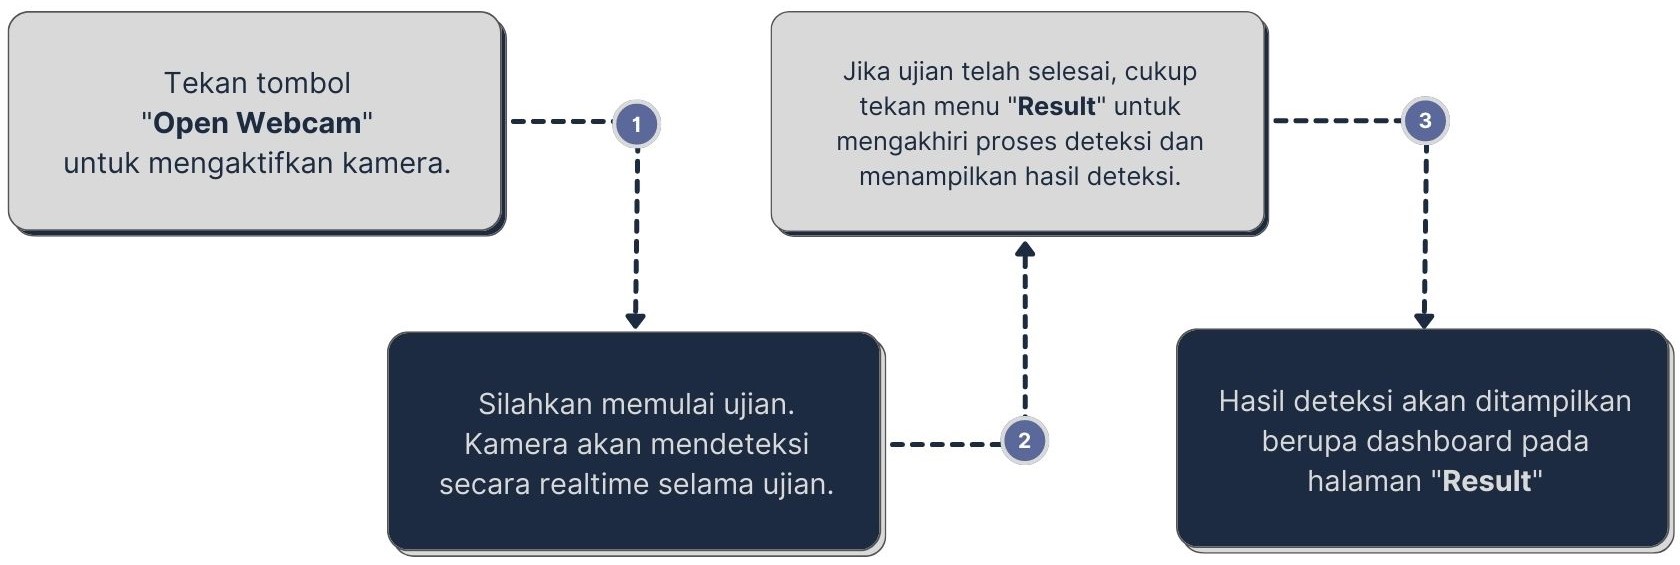 Tekan tombol
"Open Webcam"
untuk mengaktifkan kamera.
1
Silahkan memulai ujian.
Kamera akan mendeteksi
secara realtime selama ujian.
2
Jika ujian telah selesai, cukup
tekan menu "Result" untuk
mengakhiri proses deteksi dan
menampilkan hasil deteksi.
3
Hasil deteksi akan ditampilkan
berupa dashboard pada
halaman "Result"